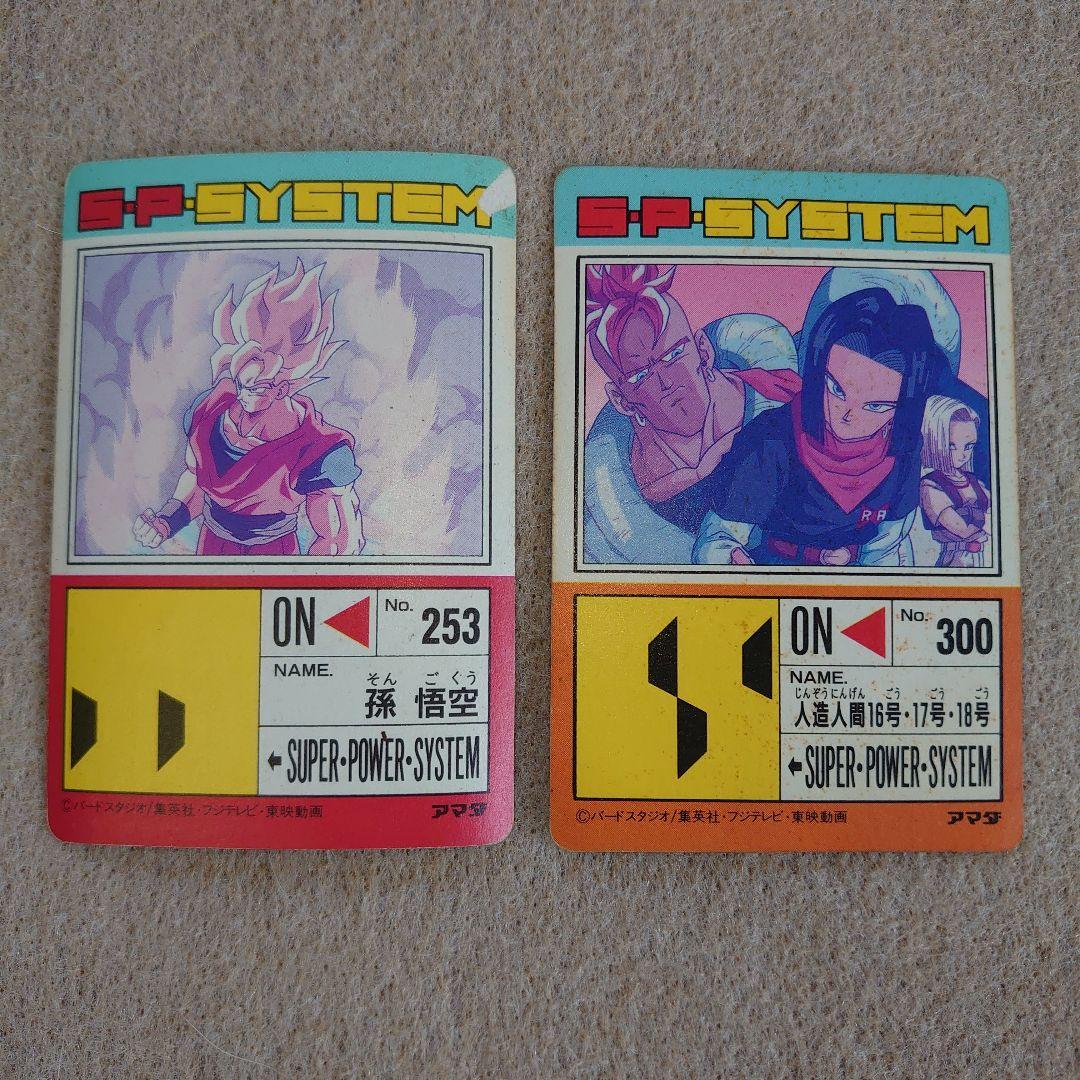 S・P・SYSTEM
ON
No. 253
NAME.
そん ご くう
孫 悟空
SUPER・POWER・SYSTEM
©バードスタジオ/集英社・フジテレビ・東映動画
アマダ
S・P・SYSTEM
RR
ON
No. 300
NAME.
じんぞうにんげん ごう ごう ごう
人造人間16号・17号・18号
SUPER・POWER・SYSTEM
©バードスタジオ/集英社・フジテレビ・東映動画
アマダ